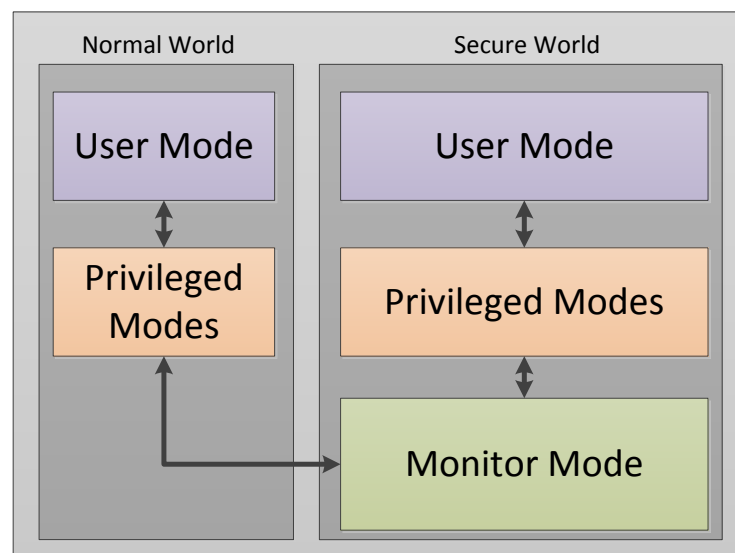 Normal World
Secure World
User Mode
User Mode
Privileged
Modes
Privileged Modes
Monitor Mode